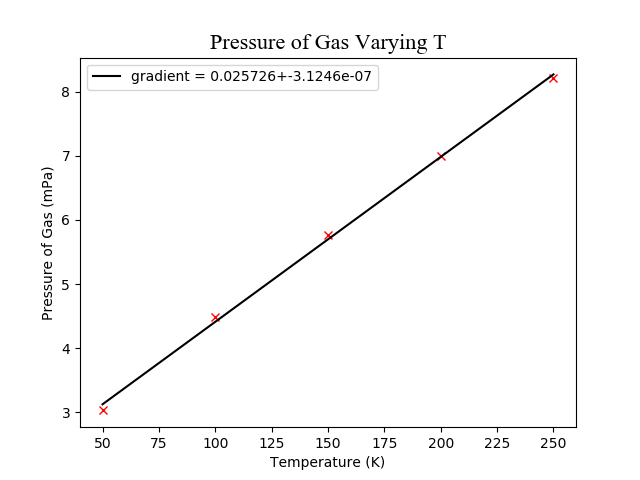 Pressure of Gas Varying T
gradient = 0.025726+-3.1246e-07
8
7
6
5
4
3
Pressure of Gas (mPa)
50 75 100 125 150 175 200 225 250
Temperature (K)